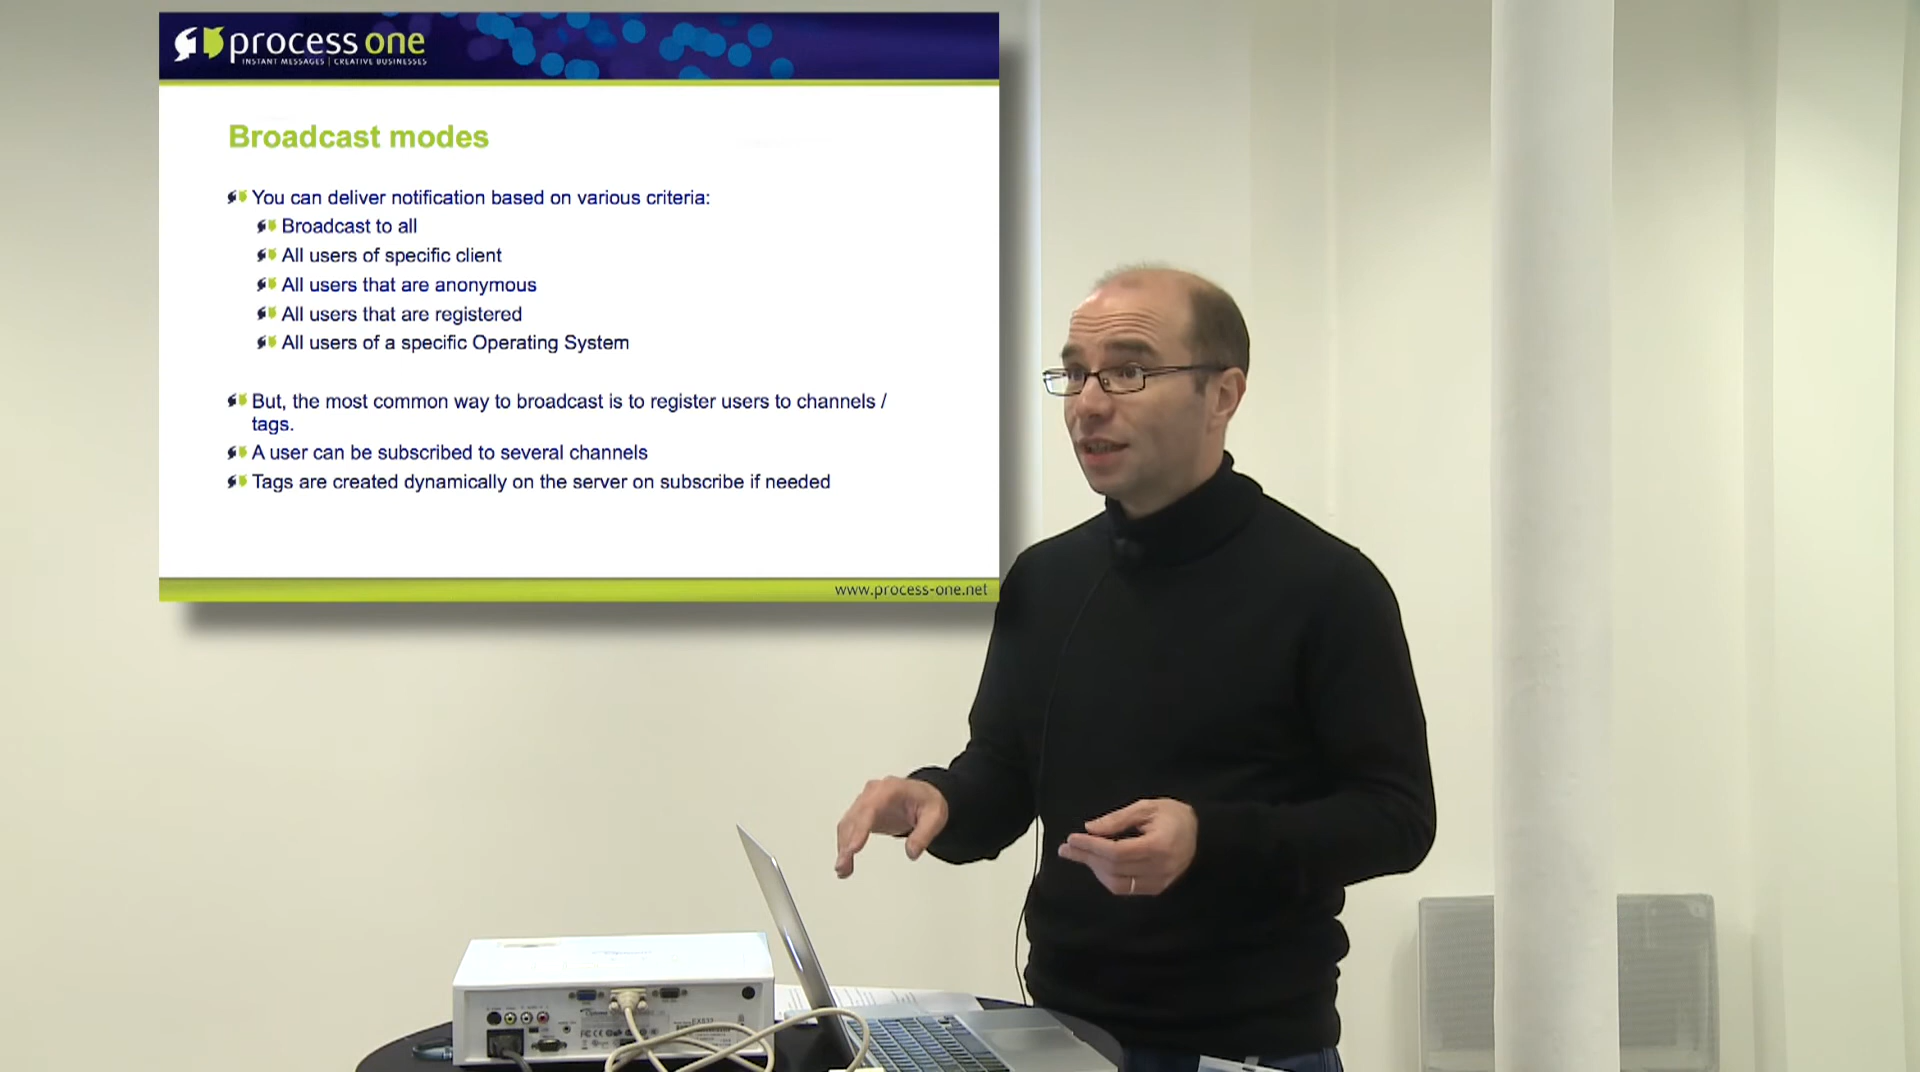 process one
INSTANT MESSAGES | CREATIVE BUSINESSES
Broadcast modes
You can deliver notification based on various criteria:
Broadcast to all
All users of specific client
All users that are anonymous
All users that are registered
All users of a specific Operating System
But, the most common way to broadcast is to register users to channels /
tags.
A user can be subscribed to several channels
Tags are created dynamically on the server on subscribe if needed
www.process-one.net